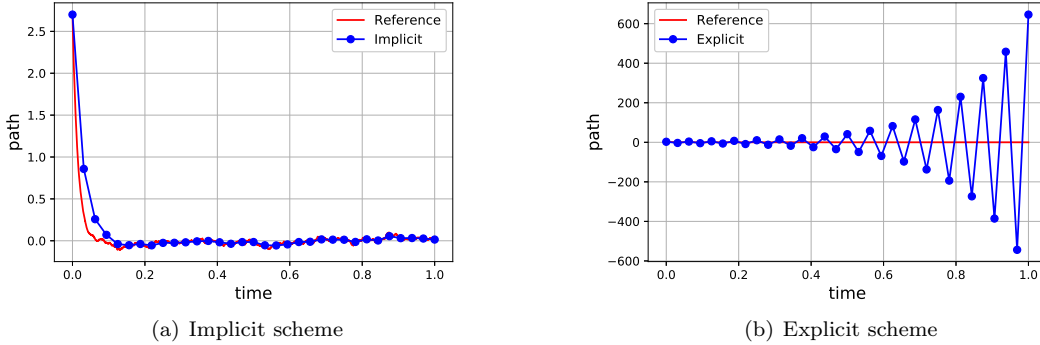 Reference
Implicit
2.5
2.0
1.5
1.0
0.5
0.0
path
0.0 0.2 0.4 0.6 0.8 1.0
time
(a) Implicit scheme
Reference
Explicit
600
400
200
0
−200
−400
−600
path
0.0 0.2 0.4 0.6 0.8 1.0
time
(b) Explicit scheme